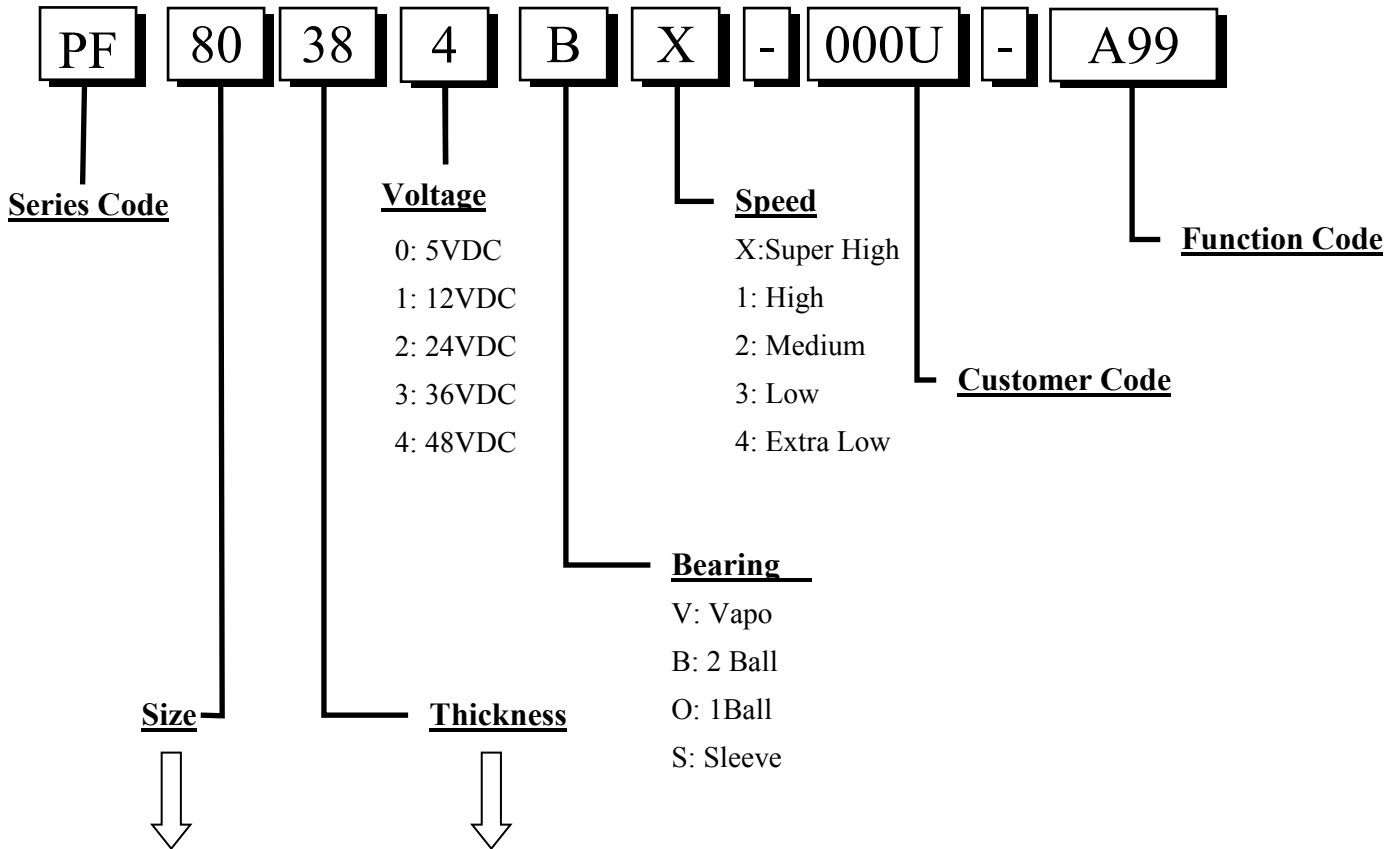 PF 80 38 4 B X - 000U - A99
Series Code
Voltage
0: 5VDC
1: 12VDC
2: 24VDC
3: 36VDC
4: 48VDC
Speed
X:Super High
1: High
2: Medium
3: Low
4: Extra Low
Function Code
Customer Code
Bearing
V: Vapo
B: 2 Ball
O: 1Ball
S: Sleeve
Size
Thickness